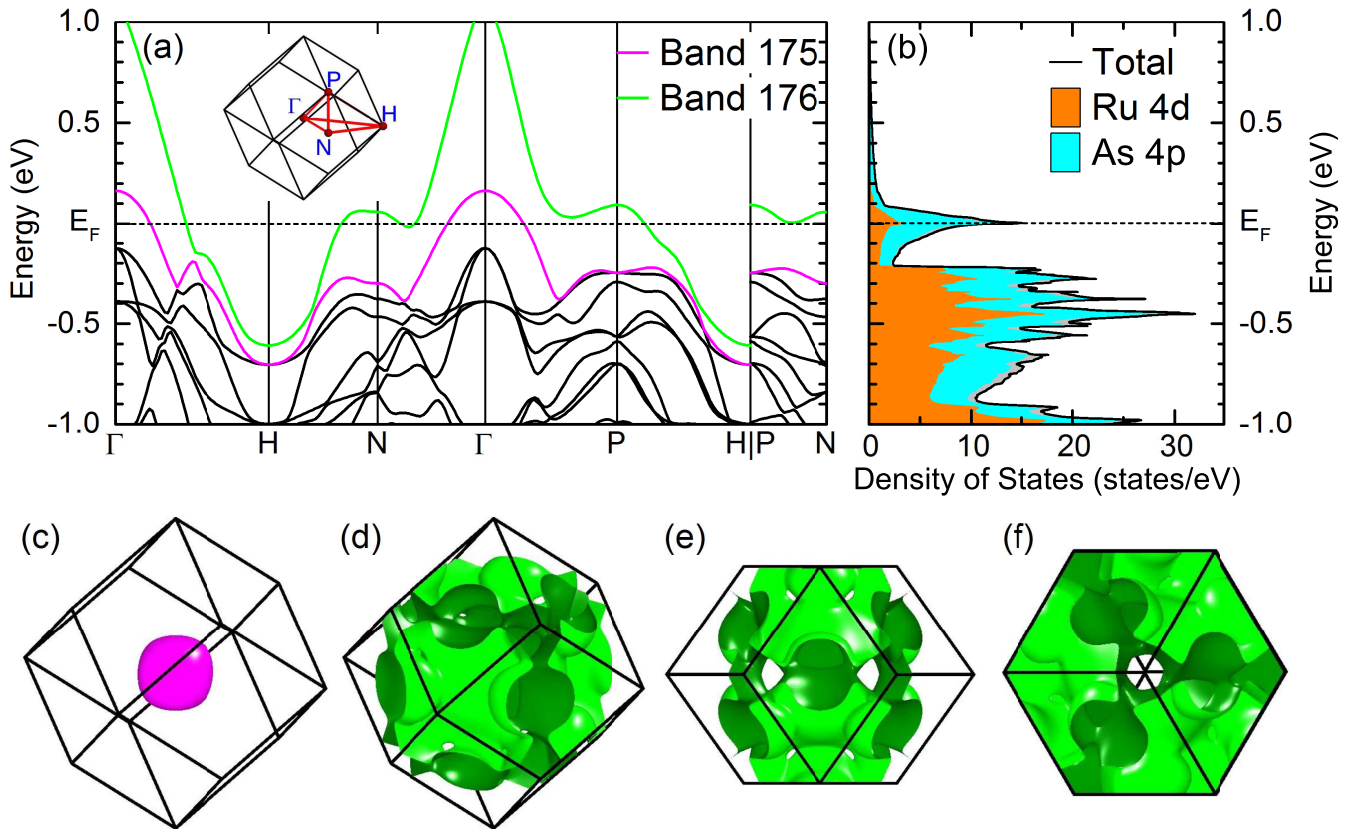 (a)
Band 175
Band 176
P
Γ
H
N
1.0
0.5
E_F
-0.5
-1.0
Energy (eV)
Γ H N Γ P H|P N
(b)
Total
Ru 4d
As 4p
1.0
0.5
E_F
-0.5
-1.0
Energy (eV)
0 10 20 30
Density of States (states/eV)
(c) (d) (e) (f)